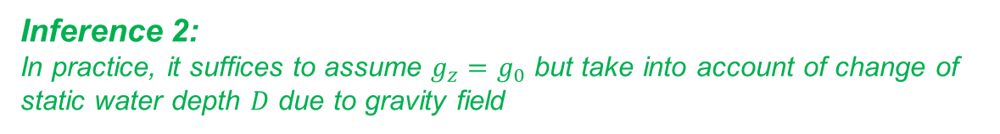 Inference 2:
In practice, it suffices to assume g_z = g_0 but take into account of change of
static water depth D due to gravity field